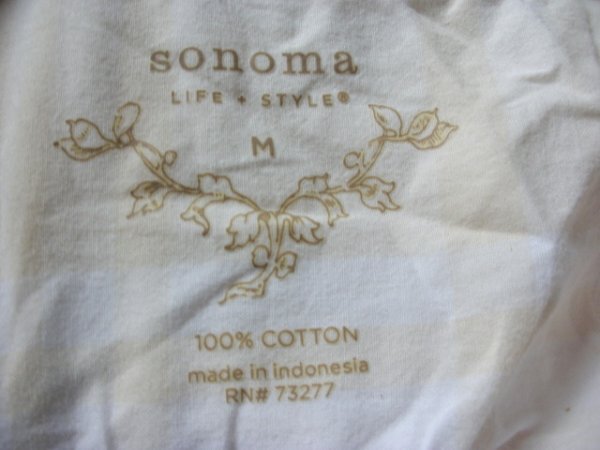 sonoma
LIFE + STYLE®
M
100% COTTON
made in indonesia
RN# 73277